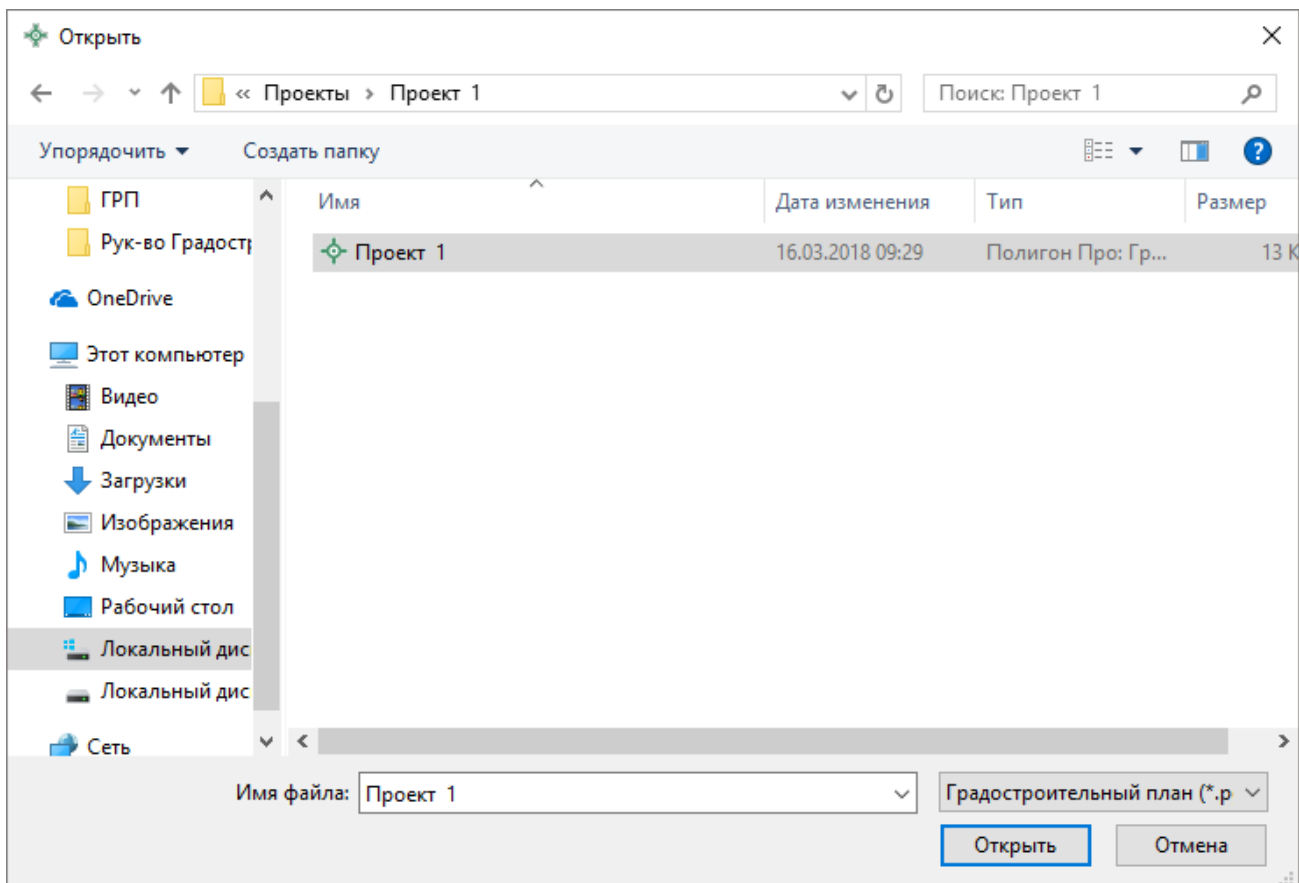 Открыть
« Проекты › Проект 1
Поиск: Проект 1
Упорядочить Создать папку
Имя Дата изменения Тип Размер
Проект 1 16.03.2018 09:29 Полигон Про: Гр... 13 К
ГРП
Рук-во Градостр
OneDrive
Этот компьютер
Видео
Документы
Загрузки
Изображения
Музыка
Рабочий стол
Локальный дис
Локальный дис
Сеть
Имя файла: Проект 1 Градостроительный план (*.p
Открыть Отмена